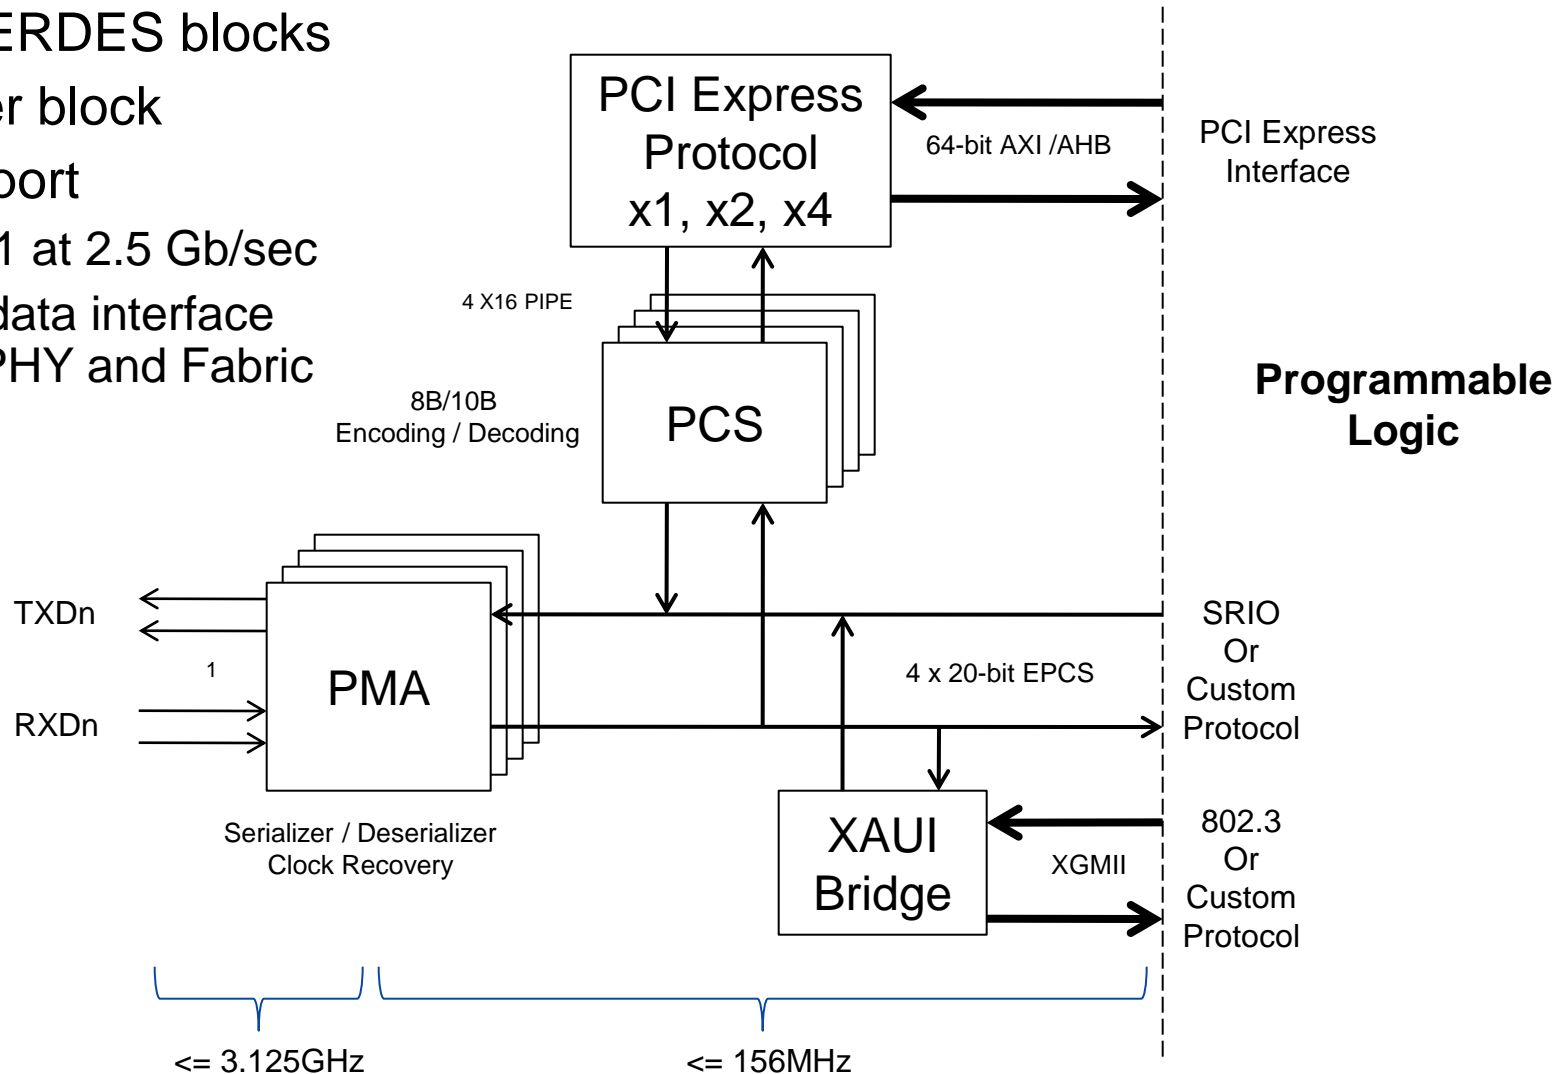 ERDES blocks
er block
port
1 at 2.5 Gb/sec
data interface
PHY and Fabric
PCI Express
Protocol
x1, x2, x4
64-bit AXI /AHB
PCI Express
Interface
4 X16 PIPE
8B/10B
Encoding / Decoding
PCS
Programmable
Logic
TXDn
1
RXDn
PMA
4 x 20-bit EPCS
SRIO
Or
Custom
Protocol
Serializer / Deserializer
Clock Recovery
XAUI
Bridge
XGMII
802.3
Or
Custom
Protocol
<= 3.125GHz
<= 156MHz